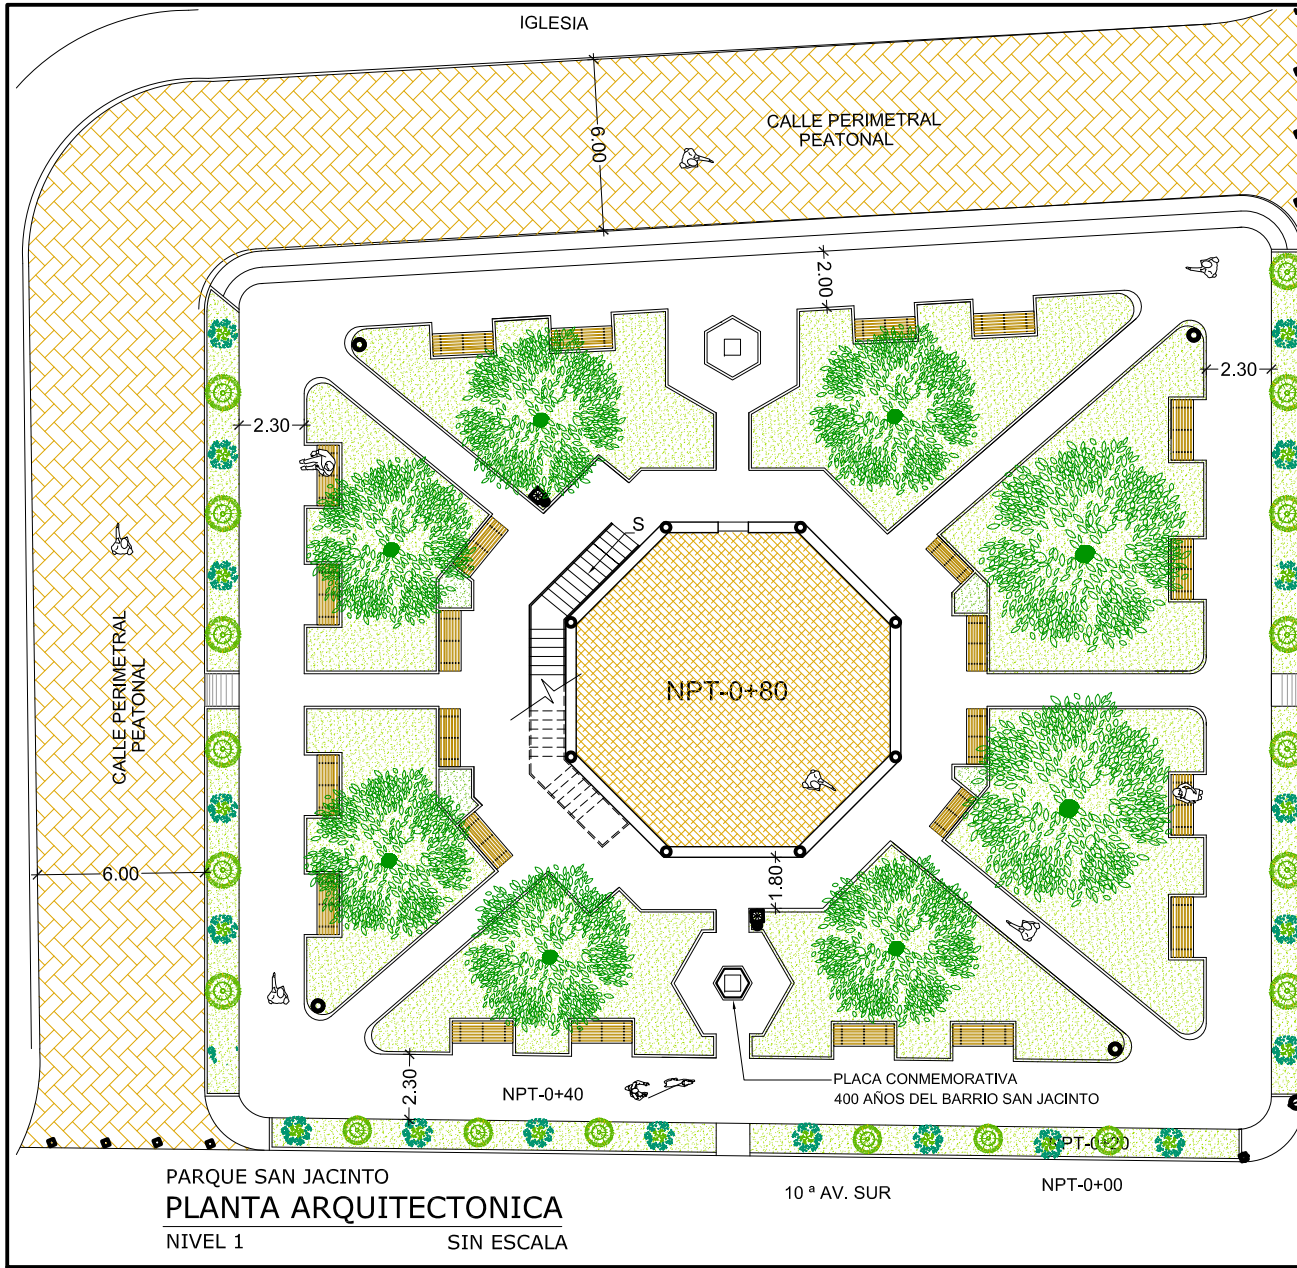 IGLESIA
CALLE PERIMETRAL
PEATONAL
6.00
2.00
2.30
2.30
S
NPT-0+80
CALLE PERIMETRAL
PEATONAL
6.00
1.80
2.30
NPT-0+40
PLACA CONMEMORATIVA
400 AÑOS DEL BARRIO SAN JACINTO
NPT-0+20
10 ª AV. SUR
NPT-0+00
PARQUE SAN JACINTO
PLANTA ARQUITECTONICA
NIVEL 1
SIN ESCALA